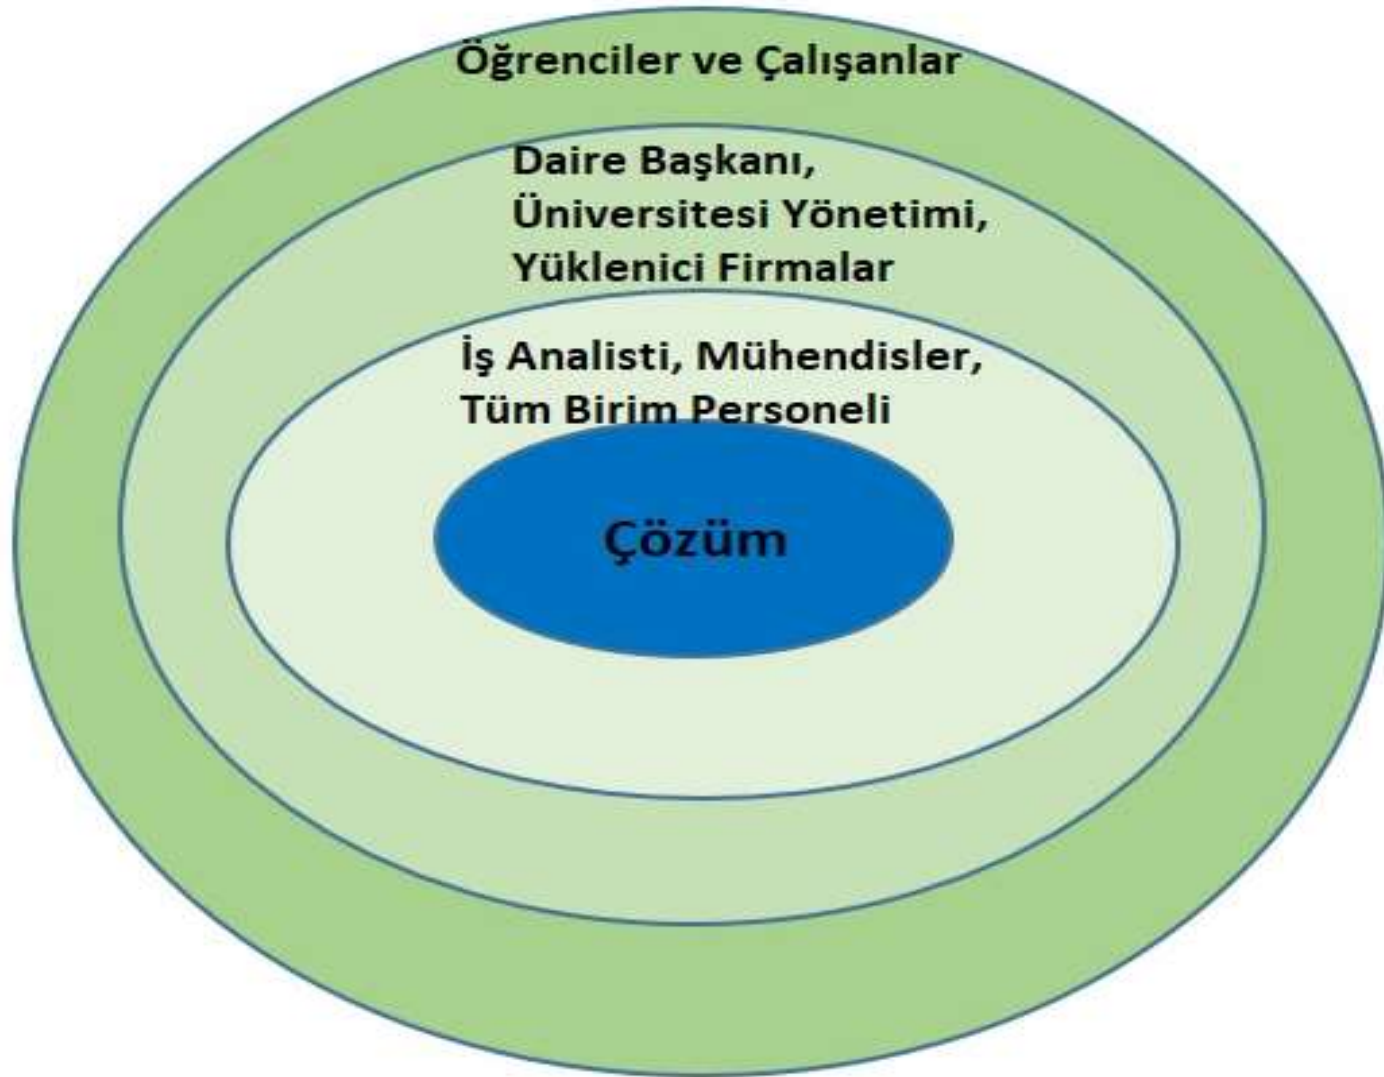 Öğrenciler ve Çalışanlar
Daire Başkanı,
Üniversitesi Yönetimi,
Yüklenici Firmalar
İş Analisti, Mühendisler,
Tüm Birim Personeli
Çözüm